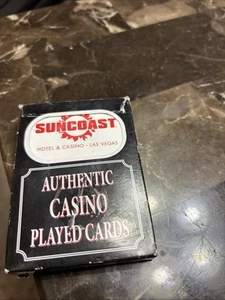 SUNCOAST
HOTEL & CASINO - LAS VEGAS
AUTHENTIC
CASINO
PLAYED CARDS